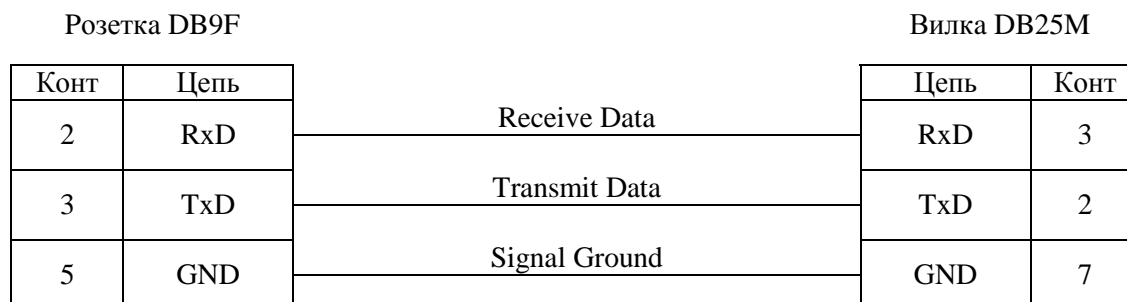 Розетка DB9F Вилка DB25M
Конт Цепь Цепь Конт
2 RxD Receive Data RxD 3
3 TxD Transmit Data TxD 2
5 GND Signal Ground GND 7